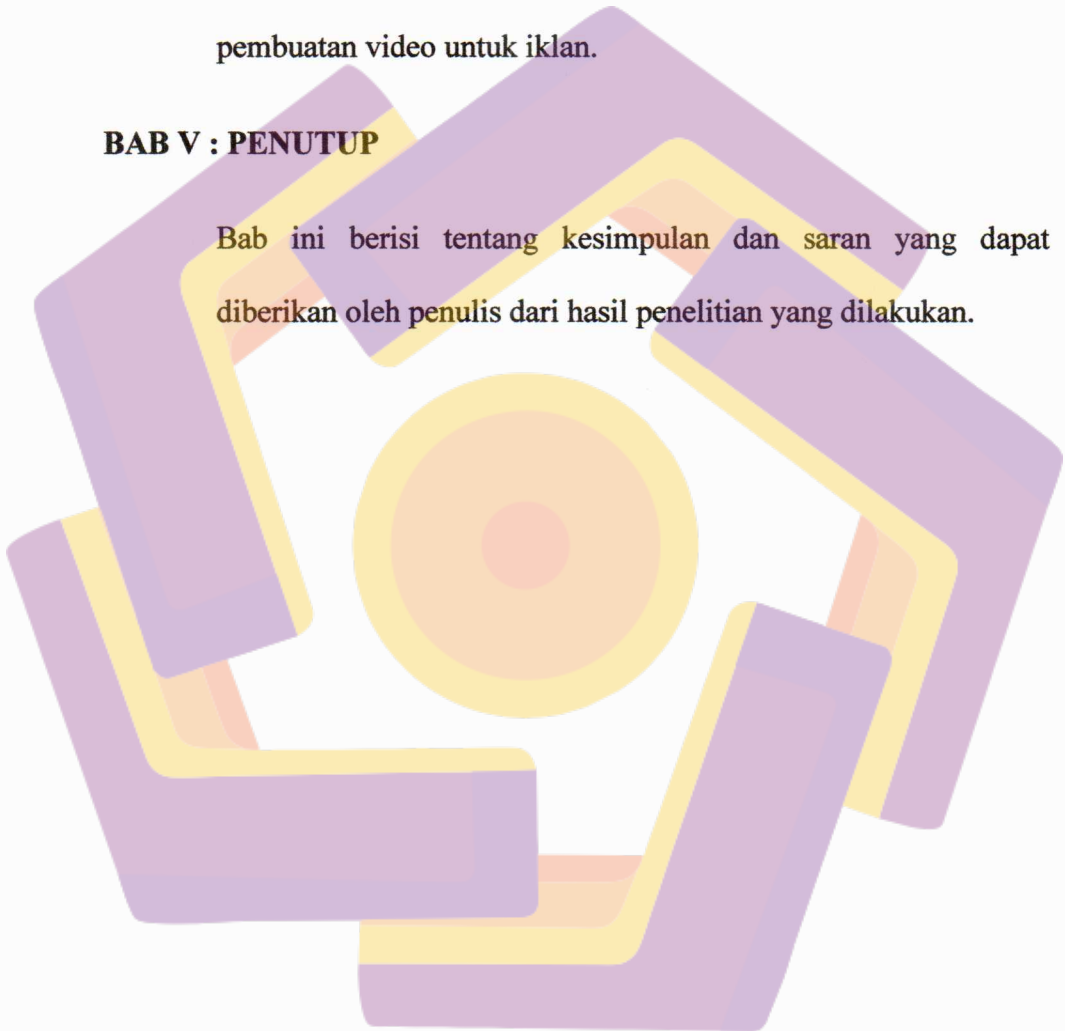 pembuatan video untuk iklan.
BAB V : PENUTUP
Bab ini berisi tentang kesimpulan dan saran yang dapat
diberikan oleh penulis dari hasil penelitian yang dilakukan.